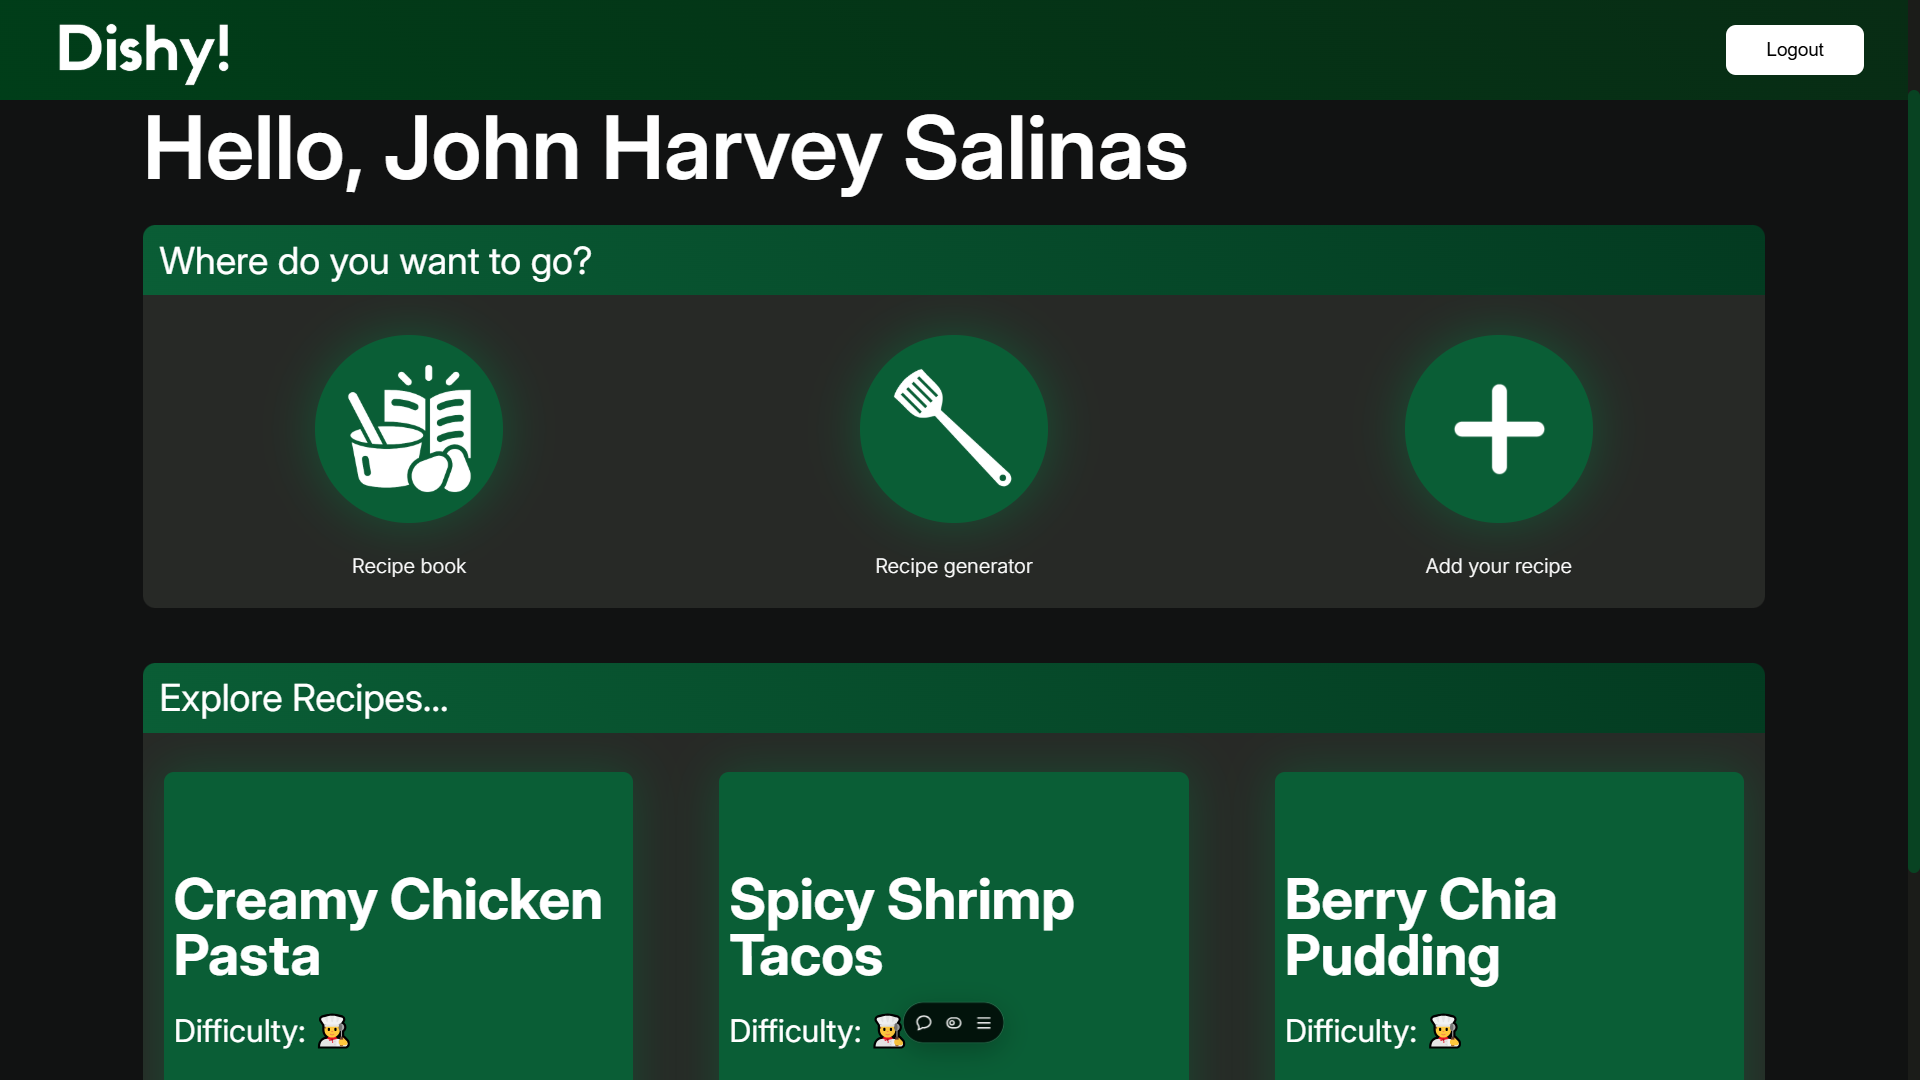 Dishy!
Logout
Hello, John Harvey Salinas
Where do you want to go?
Recipe book
Recipe generator
Add your recipe
Explore Recipes...
Creamy Chicken
Pasta
Difficulty: 👩‍🍳
Spicy Shrimp
Tacos
Difficulty: 👩‍🍳
Berry Chia
Pudding
Difficulty: 👩‍🍳